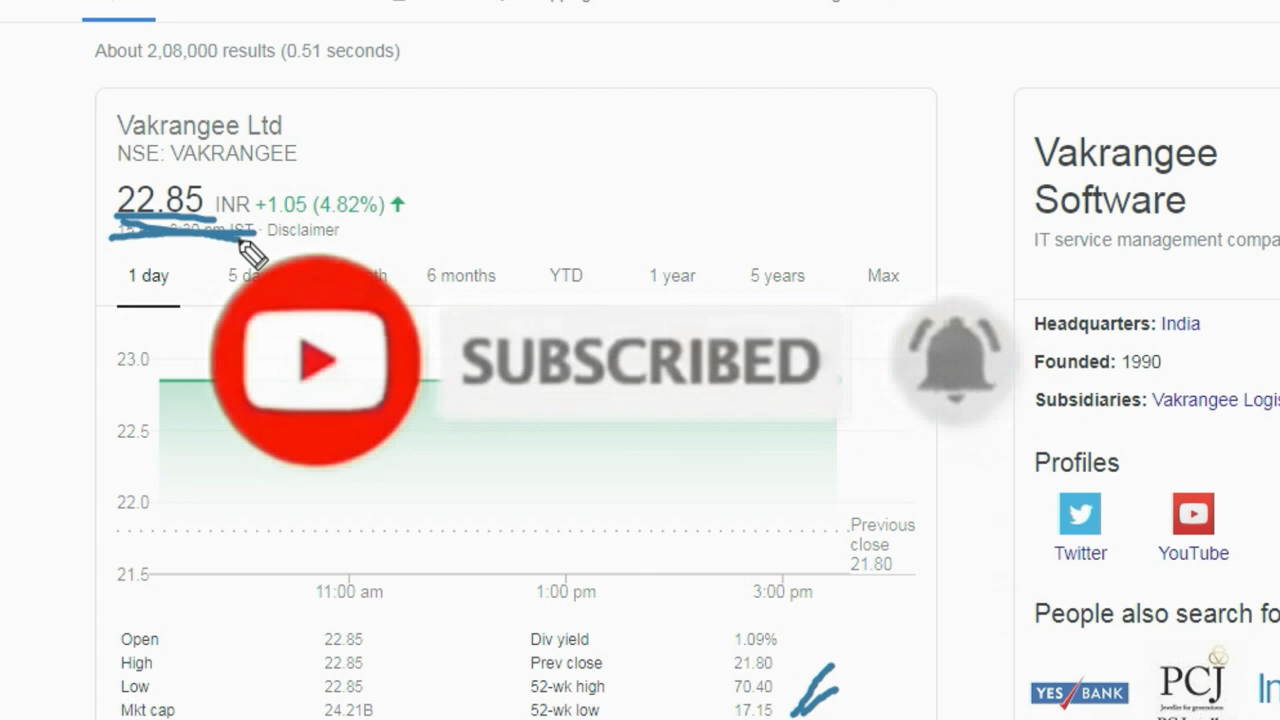 About 2,08,000 results (0.51 seconds)
Vakrangee Ltd
NSE: VAKRANGEE
22.85 INR +1.05 (4.82%)
· Disclaimer
1 day 6 months YTD 1 year 5 years Max
SUBSCRIBED
23.0
22.5
22.0
21.5
Previous
close
21.80
11:00 am 1:00 pm 3:00 pm
Open 22.85 Div yield 1.09%
High 22.85 Prev close 21.80
Low 22.85 52-wk high 70.40
Mkt cap 24.21B 52-wk low 17.15
Vakrangee
Software
IT service management compa
Headquarters: India
Founded: 1990
Subsidiaries: Vakrangee Logis
Profiles
Twitter YouTube
People also search fo
YES BANK PCJ In